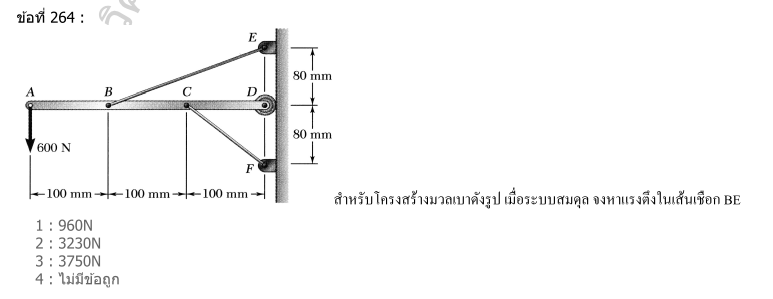 ข้อที่ 264 :
E
80 mm
A B C D
600 N
80 mm
F
100 mm 100 mm 100 mm
สำหรับโครงสร้างมวลเบาดังรูป เมื่อระบบสมดุล จงหาแรงตึงในเส้นเชือก BE
1 : 960N
2 : 3230N
3 : 3750N
4 : ไม่มีข้อถูก